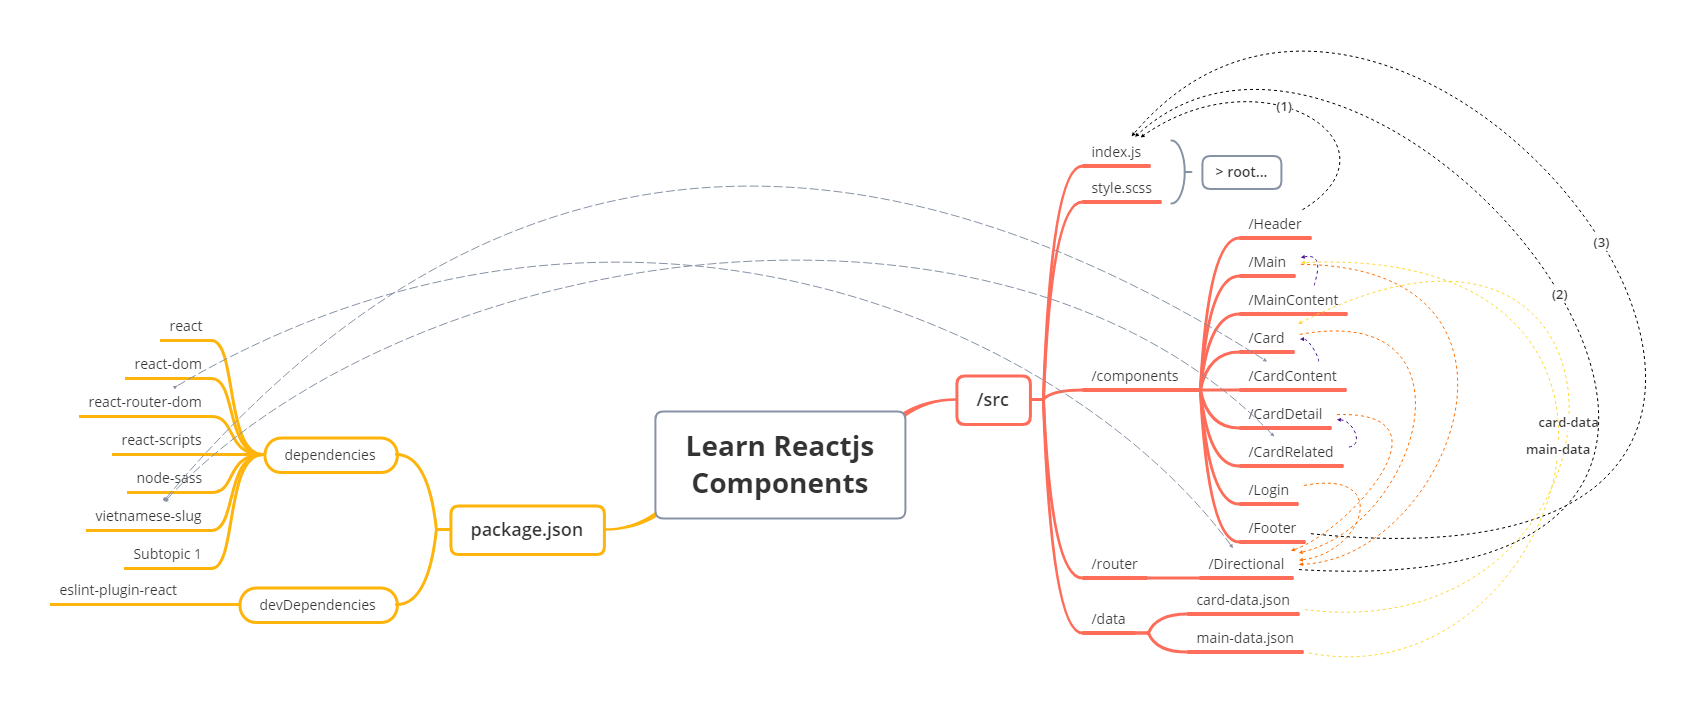 Learn Reactjs
Components
package.json
dependencies
react
react-dom
react-router-dom
react-scripts
node-sass
vietnamese-slug
Subtopic 1
devDependencies
eslint-plugin-react
/src
index.js
style.scss
> root...
/components
/Header
/Main
/MainContent
/Card
/CardContent
/CardDetail
/CardRelated
/Login
/Footer
/router
/Directional
/data
card-data.json
main-data.json
(1)
(2)
(3)
card-data
main-data